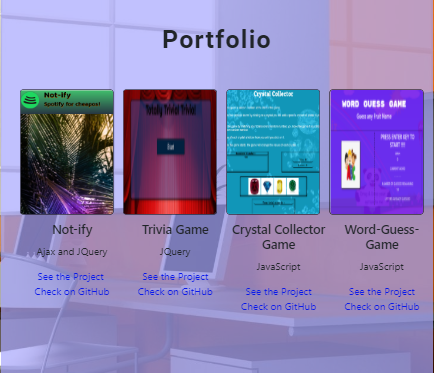 Portfolio
Not-ify
Spotify for cheapos!
Totally Trivial Trivia!
Start
Crystal Collector
WORD GUESS GAME
Guess any Fruit Name
PRESS ENTER KEY TO
START !!!
Not-ify
Ajax and JQuery
See the Project
Check on GitHub
Trivia Game
JQuery
See the Project
Check on GitHub
Crystal Collector
Game
JavaScript
See the Project
Check on GitHub
Word-Guess-
Game
JavaScript
See the Project
Check on GitHub